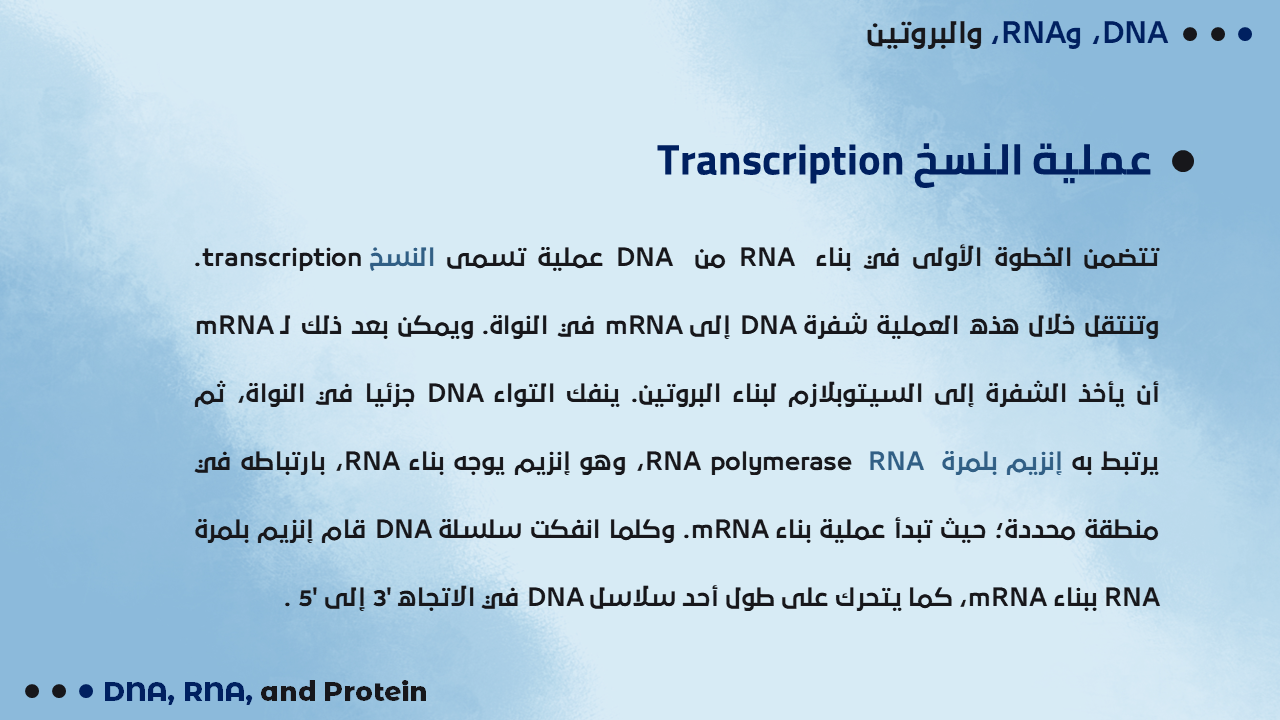 DNA، وRNA، والبروتين
عملية النسخ Transcription
تتضمن الخطوة الأولى في بناء RNA من DNA عملية تسمى النسخ transcription.
وتنتقل خلال هذه العملية شفرة DNA إلى mRNA في النواة. ويمكن بعد ذلك لـ mRNA
أن يأخذ الشفرة إلى السيتوبلازم لبناء البروتين. ينفك التواء DNA جزئيا في النواة، ثم
يرتبط به إنزيم بلمرة RNA RNA polymerase، وهو إنزيم يوجه بناء RNA، بارتباطه في
منطقة محددة؛ حيث تبدأ عملية بناء mRNA. وكلما انفكت سلسلة DNA قام إنزيم بلمرة
RNA ببناء mRNA، كما يتحرك على طول أحد سلاسل DNA في الاتجاه '3 إلى '5 .
DNA, RNA, and Protein